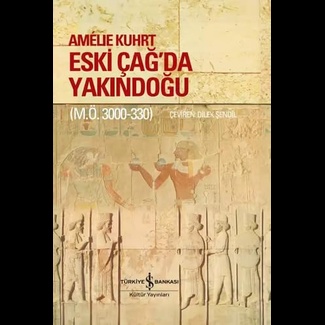 AMÉLIE KUHRT
ESKİ ÇAĞ'DA
YAKINDOĞU
(M.Ö. 3000-330)
ÇEVİREN: DİLEK ŞENDİL
TÜRKİYE İŞ BANKASI
Kültür Yayınları